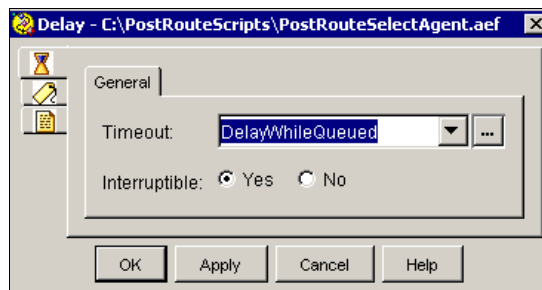 Delay - C:\PostRouteScripts\PostRouteSelectAgent.aef
General
Timeout: DelayWhileQueued ...
Interruptible: Yes No
OK Apply Cancel Help